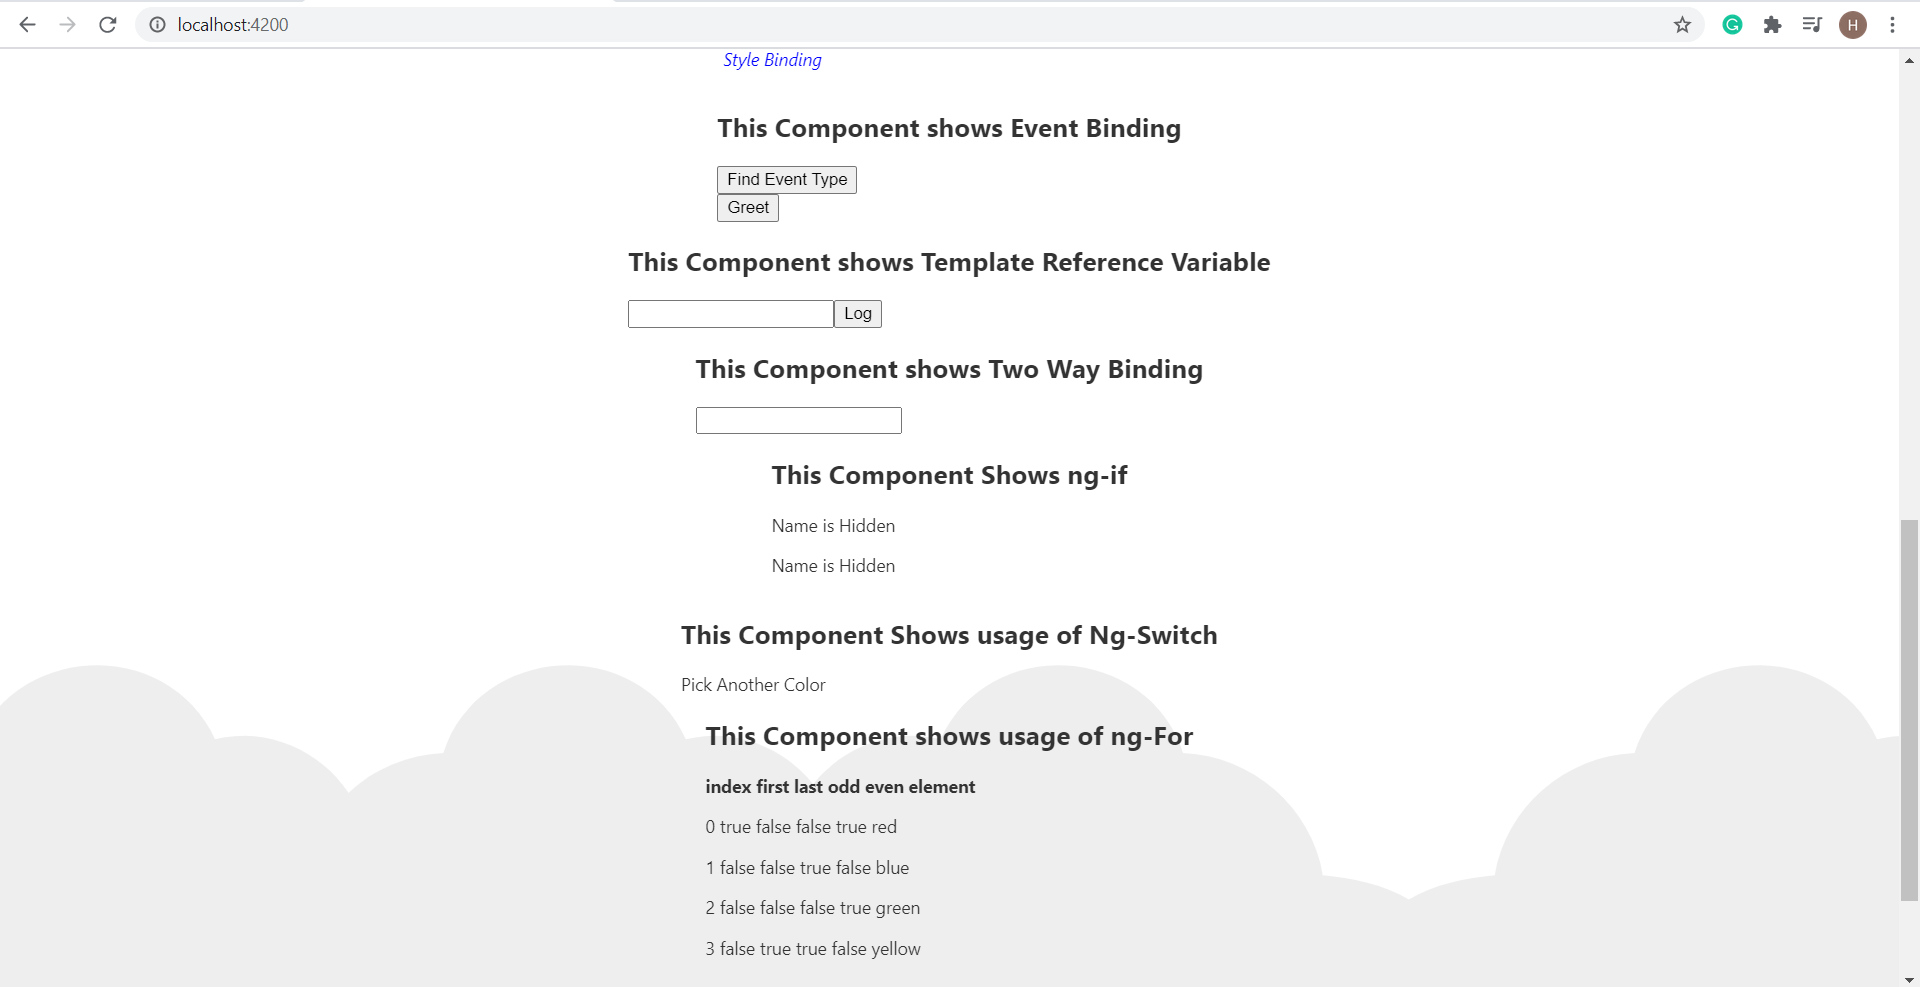 localhost:4200
H
Style Binding
This Component shows Event Binding
Find Event Type
Greet
This Component shows Template Reference Variable
Log
This Component shows Two Way Binding
This Component Shows ng-if
Name is Hidden
Name is Hidden
This Component Shows usage of Ng-Switch
Pick Another Color
This Component shows usage of ng-For
index first last odd even element
0 true false false true red
1 false false true false blue
2 false false false true green
3 false true true false yellow